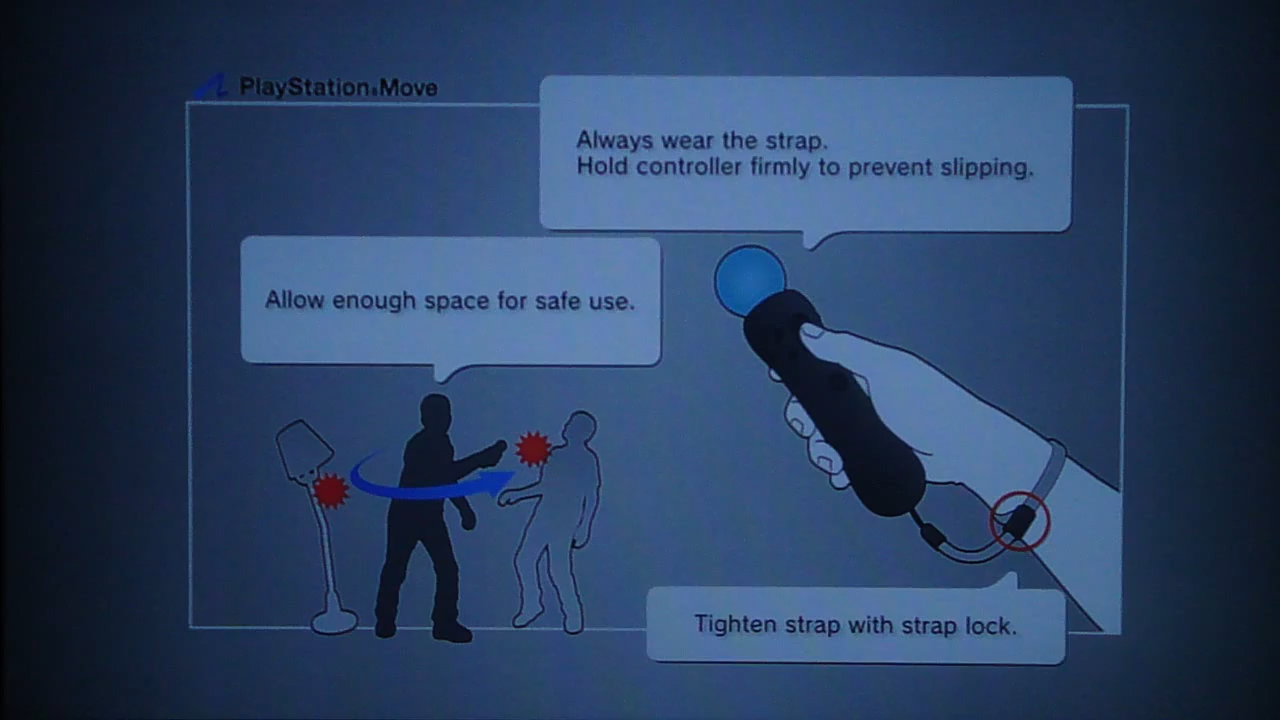 PlayStation®Move
Always wear the strap.
Hold controller firmly to prevent slipping.
Allow enough space for safe use.
Tighten strap with strap lock.